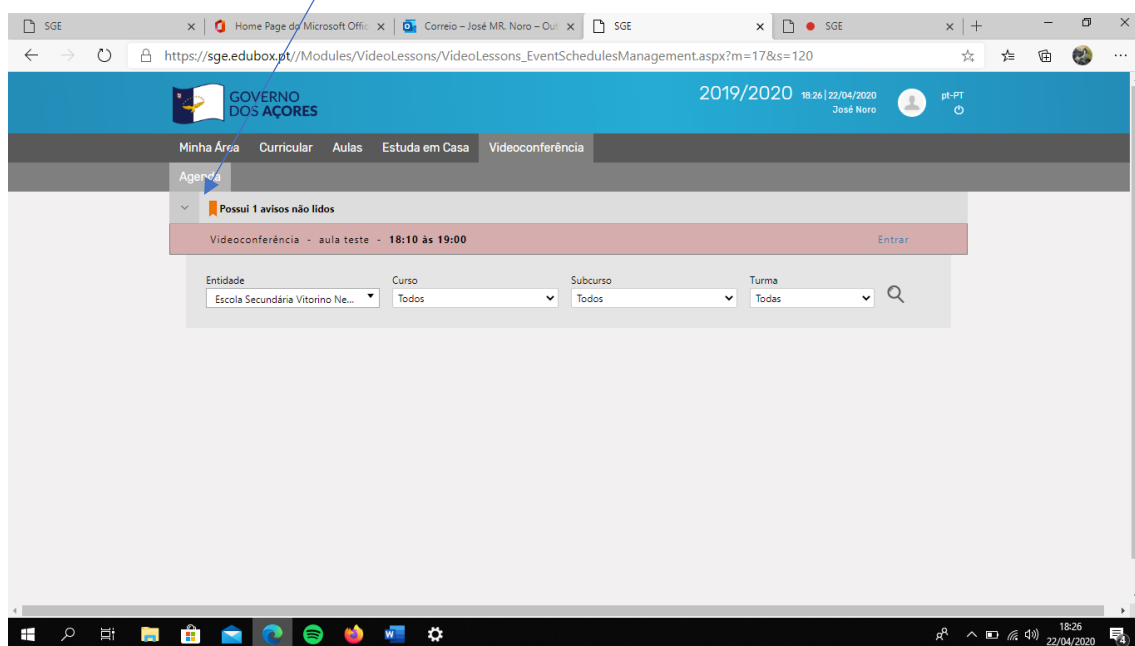 SGE
Home Page do Microsoft Offic
Correio – José MR. Noro – Out
SGE
SGE
https://sge.edubox.pt//Modules/VideoLessons/VideoLessons_EventSchedulesManagement.aspx?m=17&s=120
GOVERNO
DOS AÇORES
2019/2020 18:26 | 22/04/2020
José Noro
pt-PT
Minha Área Curricular Aulas Estuda em Casa Videoconferência
Agenda
Possui 1 avisos não lidos
Videoconferência - aula teste - 18:10 às 19:00 Entrar
Entidade Curso Subcurso Turma
Escola Secundária Vitorino Ne... Todos Todos Todas
18:26
22/04/2020
4